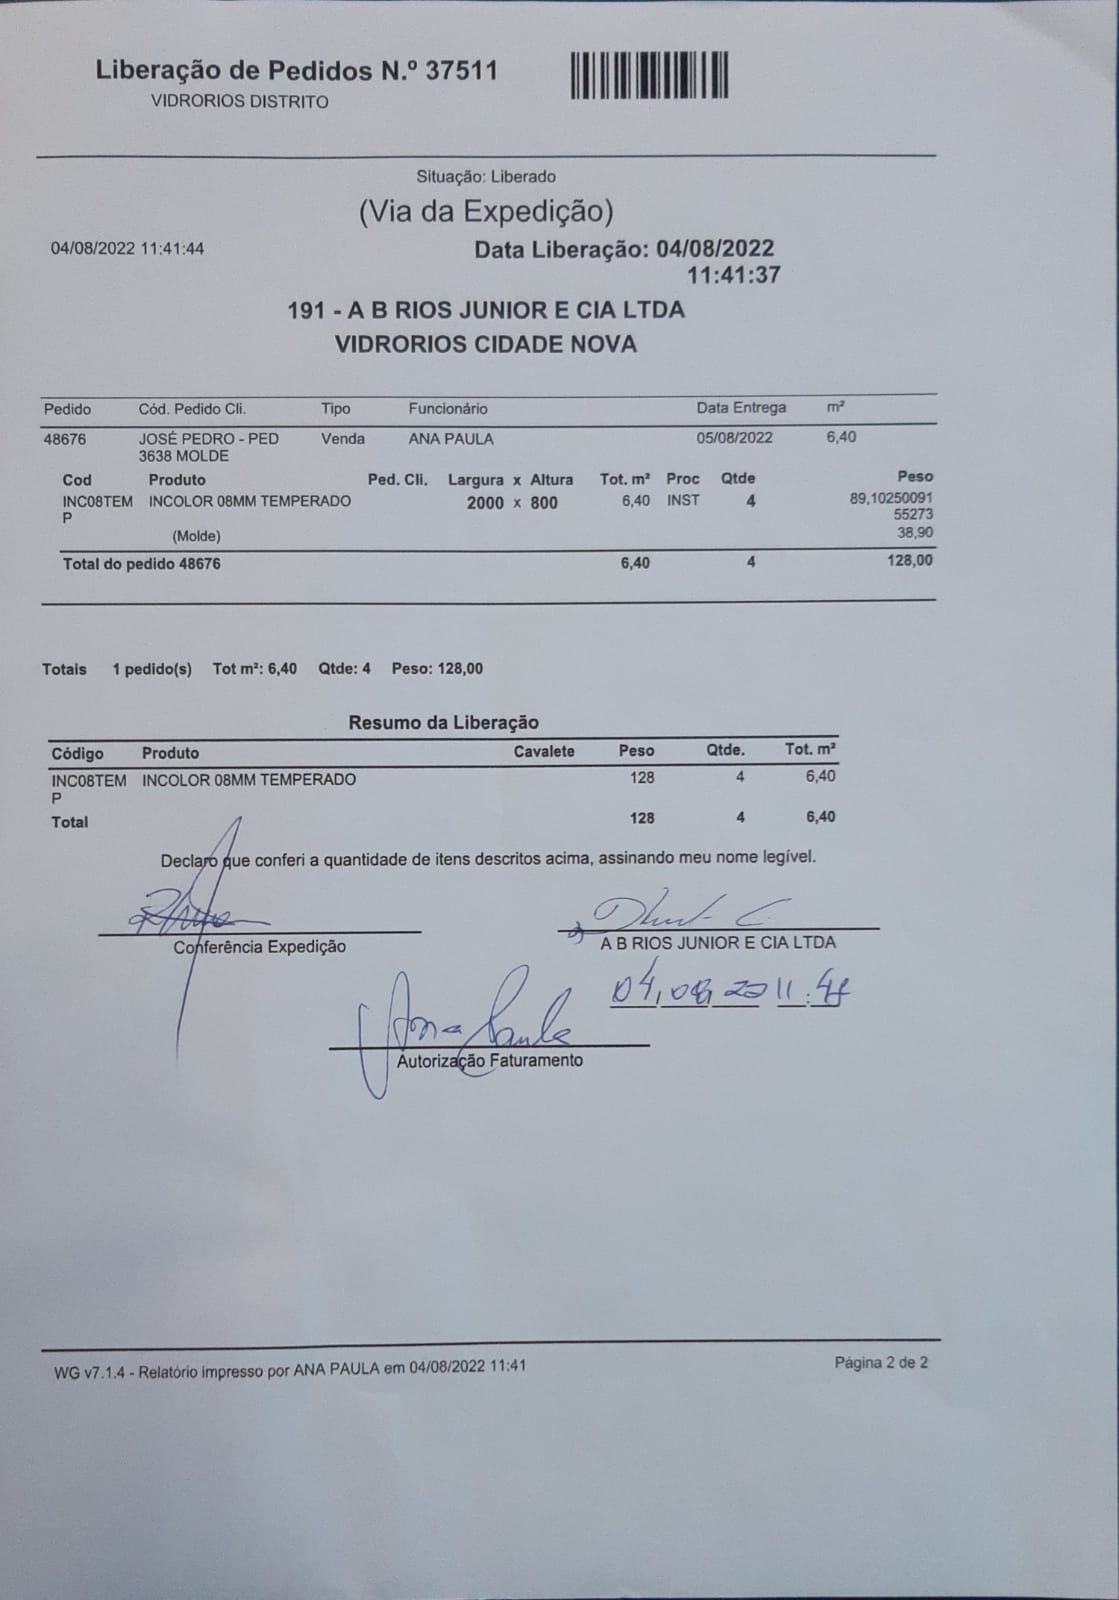 Liberação de Pedidos N.º 37511
VIDRORIOS DISTRITO
Situação: Liberado
(Via da Expedição)
04/08/2022 11:41:44
Data Liberação: 04/08/2022
11:41:37
191 - A B RIOS JUNIOR E CIA LTDA
VIDRORIOS CIDADE NOVA
Pedido Cód. Pedido Cli. Tipo Funcionário Data Entrega m²
48676 JOSÉ PEDRO - PED Venda ANA PAULA 05/08/2022 6,40
3638 MOLDE
Cod Produto Ped. Cli. Largura x Altura Tot. m² Proc Qtde Peso
INC08TEM INCOLOR 08MM TEMPERADO 2000 x 800 6,40 INST 4 89,10250091
P 55273
(Molde) 38,90
Total do pedido 48676 6,40 4 128,00
Totais 1 pedido(s) Tot m²: 6,40 Qtde: 4 Peso: 128,00
Resumo da Liberação
Código Produto Cavalete Peso Qtde. Tot. m²
INC08TEM INCOLOR 08MM TEMPERADO 128 4 6,40
P
Total 128 4 6,40
Declaro que conferi a quantidade de itens descritos acima, assinando meu nome legível.
Conferência Expedição
A B RIOS JUNIOR E CIA LTDA
04, 08, 22 11:
Ana Paula
Autorização Faturamento
WG v7.1.4 - Relatório impresso por ANA PAULA em 04/08/2022 11:41
Página 2 de 2